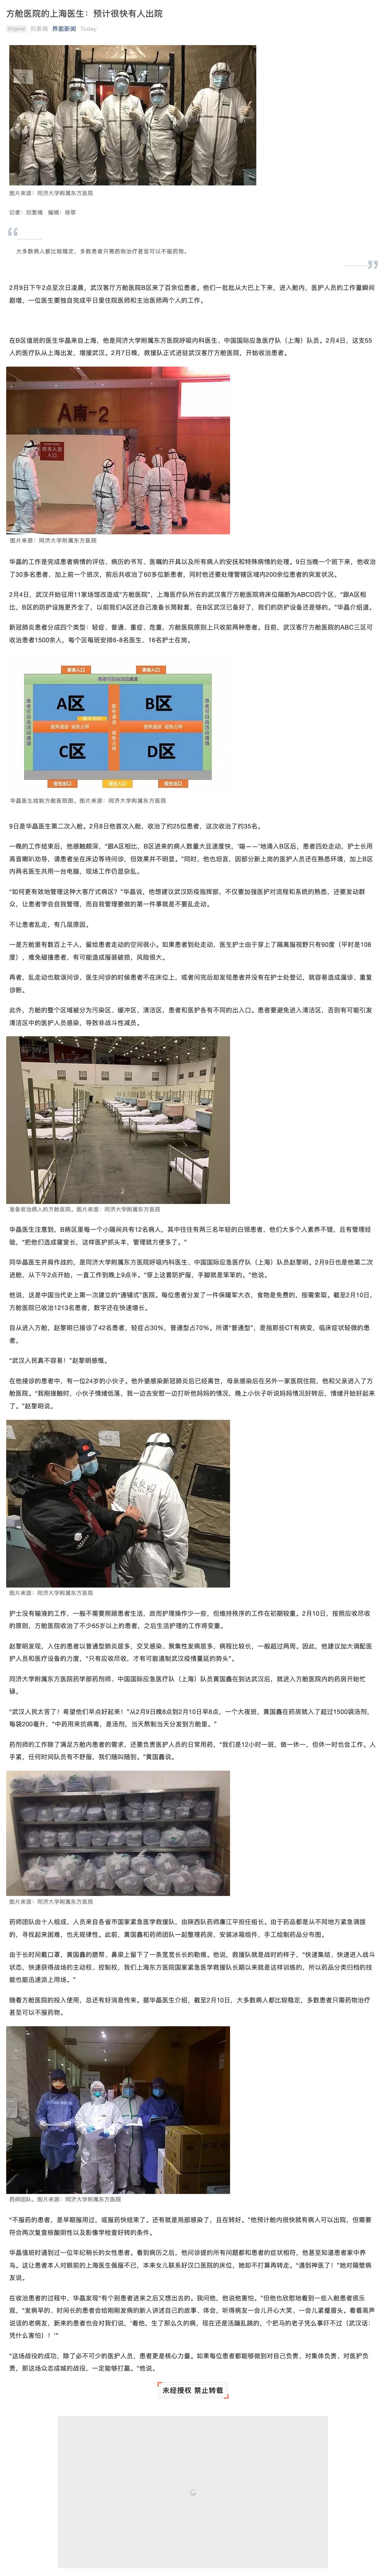 方舱医院的上海医生：预计很快有人出院
Original 刘素楠 界面新闻 Today
图片来源：同济大学附属东方医院
记者：刘素楠 编辑：徐菲
大多数病人都比较稳定，多数患者只需药物治疗甚至可以不服药物。
2月9日下午2点至次日凌晨，武汉客厅方舱医院B区来了百余位患者。他们一批批从大巴上下来，进入舱内，医护人员的工作量瞬间
剧增，一位医生要独自完成平日里住院医师和主治医师两个人的工作。
在B区值班的医生华晶来自上海，他是同济大学附属东方医院呼吸内科医生、中国国际应急医疗队（上海）队员。2月4日，这支55
人的医疗队从上海出发，增援武汉。2月7日晚，救援队正式进驻武汉客厅方舱医院，开始收治患者。
A南-2
图片来源：同济大学附属东方医院
华晶的工作是完成患者病情的评估、病历的书写、医嘱的开具以及所有病人的安抚和特殊病情的处理。9日当晚一个班下来，他收治
了30多名患者，加上前一个班次，前后共收治了60多位新患者，同时他还要处理管辖区域内200余位患者的突发状况。
2月4日，武汉开始征用11家场馆改造成“方舱医院”，上海医疗队所在的武汉客厅方舱医院将床位隔断为ABCD四个区，“跟A区相
比，B区的防护设施更齐全了，以前我们A区还自己准备长筒鞋套，在B区武汉已备好了，我们的防护设备还是够的。”华晶介绍道。
新冠肺炎患者分成四个类型：轻症、普通、重症、危重，方舱医院原则上只收前两种患者。目前，武汉客厅方舱医院的ABC三区可
收治患者1500余人，每个区每班安排6-8名医生、16名护士在岗。
患者入口 患者入口
患者可自由活动通道
A区 B区
C区 D区
医务通道 避免占用
医务通道 避免占用
医务出口 医务入口 医务出口
华晶医生绘制方舱医院图。图片来源：同济大学附属东方医院
9日是华晶医生第二次入舱。2月8日他首次入舱，收治了约25位患者，这次收治了约35名。
一晚的工作结束后，他感触颇深，“跟A区相比，B区进来的病人数量大且速度快，‘嗡——’地涌入B区后，患者四处走动，护士长用
高音喇叭劝导，请患者坐在床边等待问诊，但效果并不明显。”同时，他也坦言，因部分新上岗的医护人员还在熟悉环境，加上B区
内两名医生共用一台电脑，现场工作仍显杂乱。
“如何更有效地管理这种大客厅式病区？”华晶说，他想建议武汉防疫指挥部，不仅要加强医护对流程和系统的熟悉，还要发动群
众，让患者学会自我管理，而自我管理要做的第一件事就是不要乱走动。
不让患者乱走，有几层原因。
一是方舱里有数百上千人，留给患者走动的空间很小。如果患者到处走动，医生护士由于穿上了隔离服视野只有90度（平时是108
度），难免碰撞患者，有可能造成服装破损，风险很大。
再者，乱走动也耽误问诊，医生问诊的时候患者不在床位上，或者问完后却发现患者并没有在护士处登记，就容易造成漏诊、重复
诊断。
此外，方舱的整个区域被分为污染区、缓冲区、清洁区，患者和医护各有不同的出入口。患者要避免进入清洁区，否则有可能引发
清洁区中的医护人员感染，导致非战斗性减员。
准备收治病人的方舱医院。图片来源：同济大学附属东方医院
华晶医生注意到，B病区里每一个小隔间共有12名病人，其中往往有两三名年轻的白领患者，他们大多个人素养不错，且有管理经
验，“把他们选成寝室长，这样医护抓头羊，管理就方便多了。”
同华晶医生并肩作战的，是同济大学附属东方医院呼吸内科医生、中国国际应急医疗队（上海）队员赵黎明。2月9日也是他第二次
进舱，从下午2点开始，一直工作到晚上9点半。“穿上这套防护服，手脚就是笨笨的。”他说。
他说，这是中国当代史上第一次建立的“通铺式”医院。每位患者分发了一件保暖军大衣，食物是免费的，按需索取。截至2月10日，
方舱医院已收治1213名患者，数字还在快速增长。
自从进入方舱，赵黎明已接诊了42名患者，轻症占30%，普通型占70%。所谓“普通型”，是指那些CT有病变，临床症状轻微的患
者。
“武汉人民真不容易！”赵黎明感慨。
在他接诊的患者中，有一位24岁的小伙子。他外婆感染新冠肺炎后已经离世，母亲感染后在另外一家医院住院，他和父亲进入了方
舱医院。“我刚接触时，小伙子情绪低落，我一边去安慰一边打听他妈妈的情况，晚上小伙子听说妈妈情况好转后，情绪开始好起来
了。”赵黎明说。
图片来源：同济大学附属东方医院
护士没有输液的工作，一般不需要照顾患者生活，故而护理操作少一些，但维持秩序的工作在初期较重。2月10日，按照应收尽收
的原则，方舱医院收治了不少65岁以上的患者，之后生活护理的工作将变重。
赵黎明发现，入住的患者以普通型肺炎居多，交叉感染、聚集性发病居多，病程比较长，一般超过两周。因此，他建议加大调配医
护人员和医疗设备的力度，“只有应收尽收，才有可能遏制武汉疫情蔓延的势头”。
同济大学附属东方医院药学部药剂师、中国国际应急医疗队（上海）队员黄国鑫在到达武汉后，就进入方舱医院内的药房开始忙
碌。
“武汉人民太苦了！希望他们早点好起来！”从2月9日晚8点到2月10日早8点，一个大夜班，黄国鑫在药房就入了超过1500袋汤剂，
每袋200毫升，“中药用来抗病毒，是汤剂，当天熬制当天分发到方舱里。”
药剂师的工作除了满足方舱内患者的需求，还要负责医护人员的日常用药，“我们是12小时一班，做一休一，但休一时也会工作。人
手紧，任何时间队员有不舒服，我们随叫随到。”黄国鑫说。
图片来源：同济大学附属东方医院
药师团队由十人组成，人员来自各省市国家紧急医学救援队，由陕西队药师廉江平担任组长。由于药品都是从不同地方紧急调拨
的，寻找起来困难，也无规律性。此前，黄国鑫和药师团队一起整理药房，安装冰箱组件，手工绘制药品分布图。
由于长时间戴口罩，黄国鑫的腮帮、鼻梁上留下了一条宽宽长长的勒痕。他说，救援队就是战时的样子，“快速集结、快速进入战斗
状态，快速获得战场的主动权、控制权，我们上海东方医院国家紧急医学救援队长期以来就是这样训练的，所以药品分类归档的技
能也能迅速派上用场。”
随着方舱医院的投入使用，总还有好消息传来。据华晶医生介绍，截至2月10日，大多数病人都比较稳定，多数患者只需药物治疗
甚至可以不服药物。
药师团队。图片来源：同济大学附属东方医院
“不服药的患者，是早期服用过，或服药快结束了。还有就是局部感染了，且在转好。”他预计舱内很快就有病人可以出院，但需要
符合两次复查核酸阴性以及影像学检查好转的条件。
华晶值班时遇到过一位年纪稍长的女性患者。看到病历之后，他问诊提的所有问题都和患者的症状相符，他甚至知道患者家中养
鸟。这让患者本人对眼前的上海医生佩服不已，本来女儿联系好汉口医院的床位，她却不打算再转走。“遇到神医了！”她对隔壁病
友说。
在收治患者的过程中，华晶发现“有个别患者进来之后又想出去的。我问他，他说他害怕。”但他也欣慰地看到一些入舱患者很乐
观，“发病早的、时间长的患者会给刚刚发病的新人讲述自己的故事、体会，听得病友一会儿开心大笑，一会儿紧蹙眉头。看着高声
说话的老病友，新来的患者也会对我们说，‘看他，生了那么久的病，现在还是活蹦乱跳的，个把马的老子凭么事吓不过（武汉话：
凭什么害怕）！’”
“这场战役的成功，除了必不可少的医护人员，患者更是核心力量。如果每位患者都能够做到对自己负责、对集体负责、对医护负
责，那这场众志成城的战役，一定能够打赢。”他说。
未经授权 禁止转载